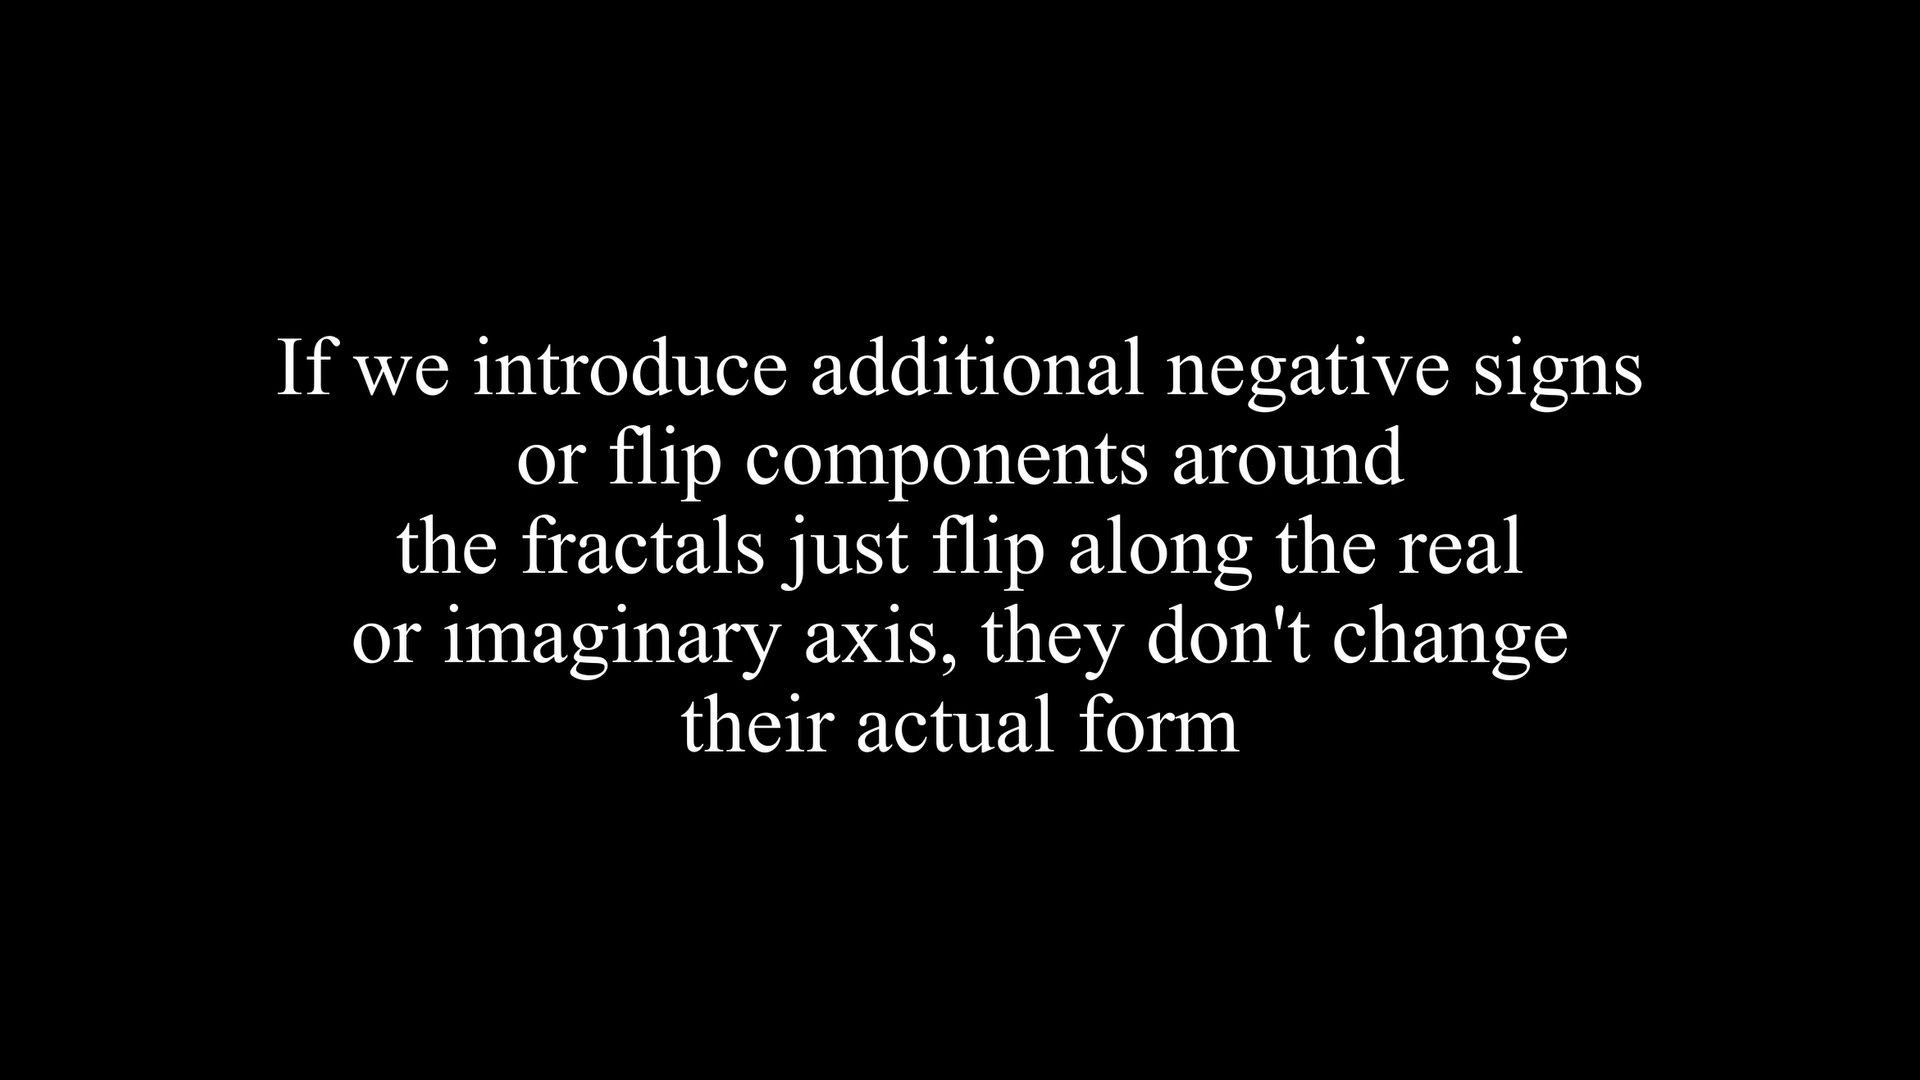 If we introduce additional negative signs
or flip components around
the fractals just flip along the real
or imaginary axis, they don't change
their actual form